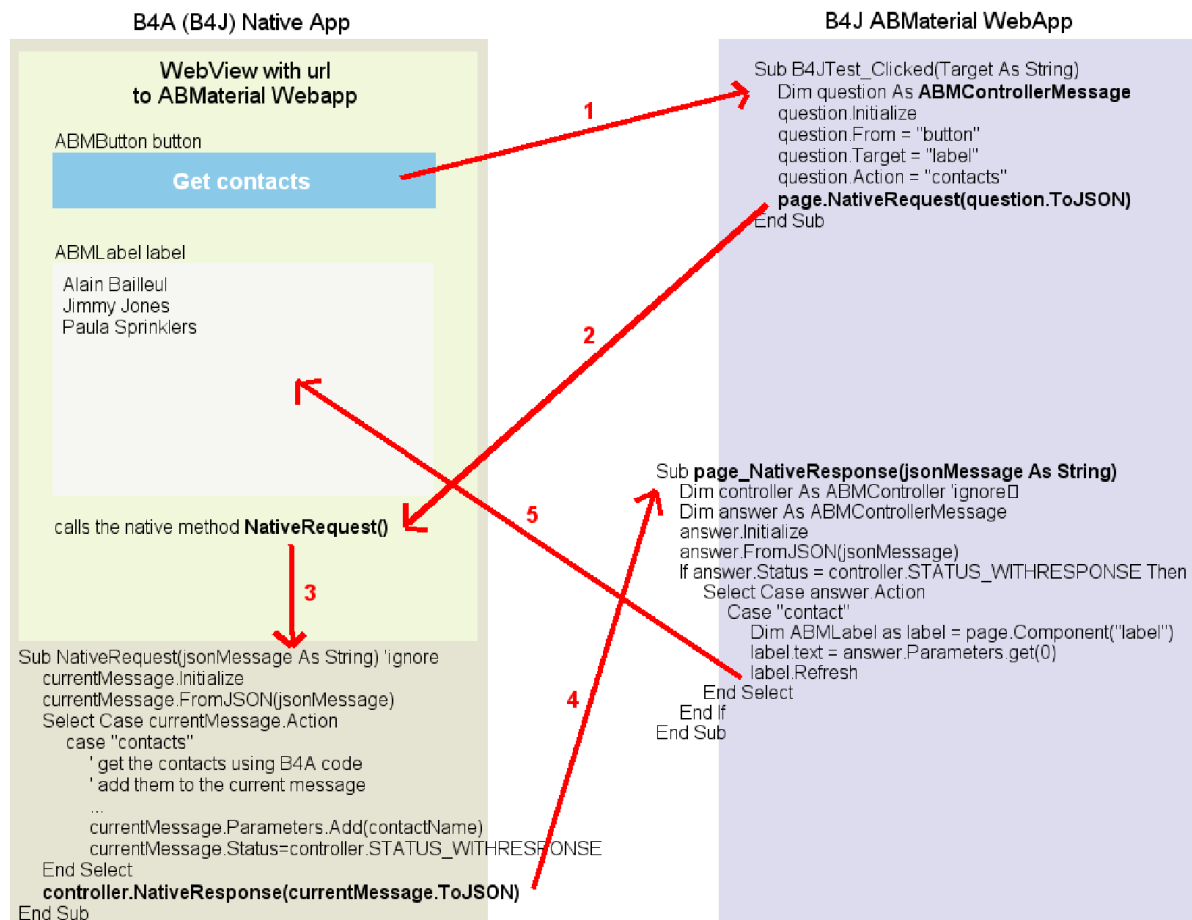 B4A (B4J) Native App
WebView with url
to ABMaterial Webapp
ABMButton button
Get contacts
ABMLabel label
Alain Bailleul
Jimmy Jones
Paula Sprinklers
calls the native method NativeRequest()
3
Sub NativeRequest(jsonMessage As String) 'ignore
currentMessage.Initialize
currentMessage.FromJSON(jsonMessage)
Select Case currentMessage.Action
case "contacts"
' get the contacts using B4A code
' add them to the current message
...
currentMessage.Parameters.Add(contactName)
currentMessage.Status=controller.STATUS_WITHRESPONSE
End Select
controller.NativeResponse(currentMessage.ToJSON)
End Sub
1
2
5
4
B4J ABMaterial WebApp
Sub B4JTest_Clicked(Target As String)
Dim question As ABMControllerMessage
question.Initialize
question.From = "button"
question.Target = "label"
question.Action = "contacts"
page.NativeRequest(question.ToJSON)
End Sub
Sub page_NativeResponse(jsonMessage As String)
Dim controller As ABMController 'ignore
Dim answer As ABMControllerMessage
answer.Initialize
answer.FromJSON(jsonMessage)
If answer.Status = controller.STATUS_WITHRESPONSE Then
Select Case answer.Action
Case "contact"
Dim ABMLabel as label = page.Component("label")
label.text = answer.Parameters.get(0)
label.Refresh
End Select
End If
End Sub